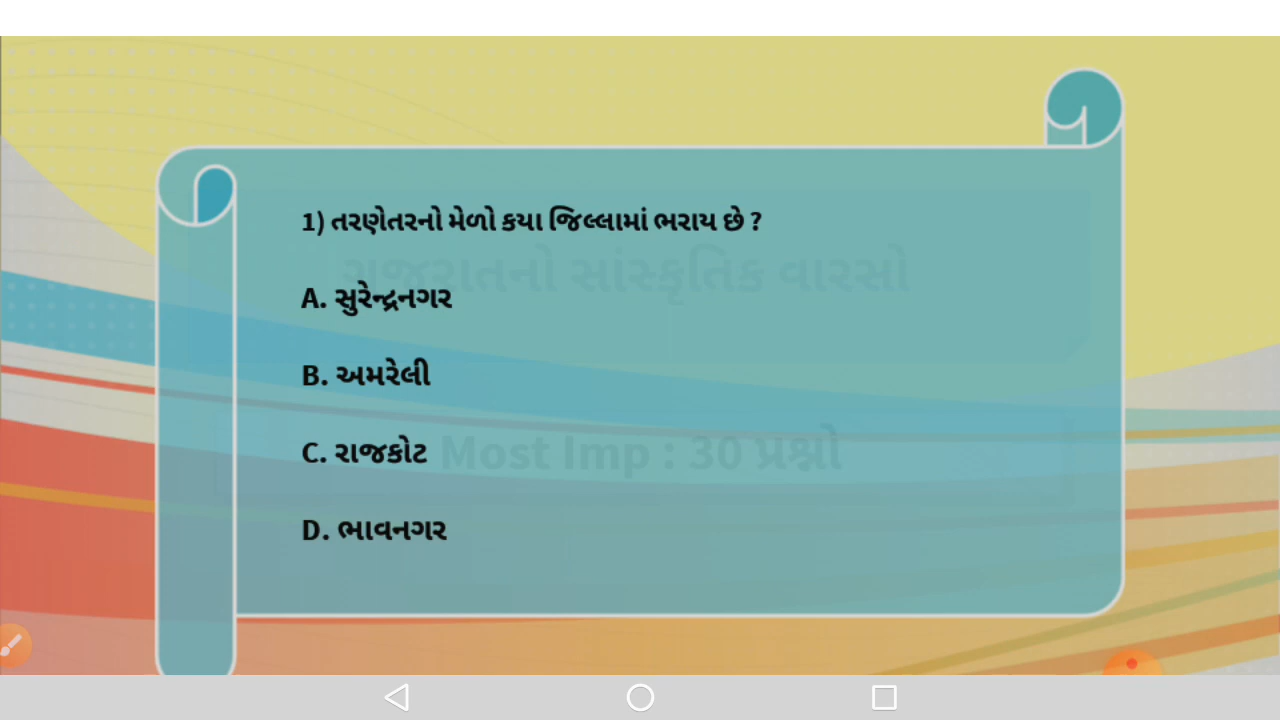 1) તરણેતરનો મેળો કયા જિલ્લામાં ભરાય છે ?
ગુજરાતનો સાંસ્કૃતિક વારસો
A. સુરેન્દ્રનગર
B. અમરેલી
C. રાજકોટ
Most Imp : 30 પ્રશ્નો
D. ભાવનગર